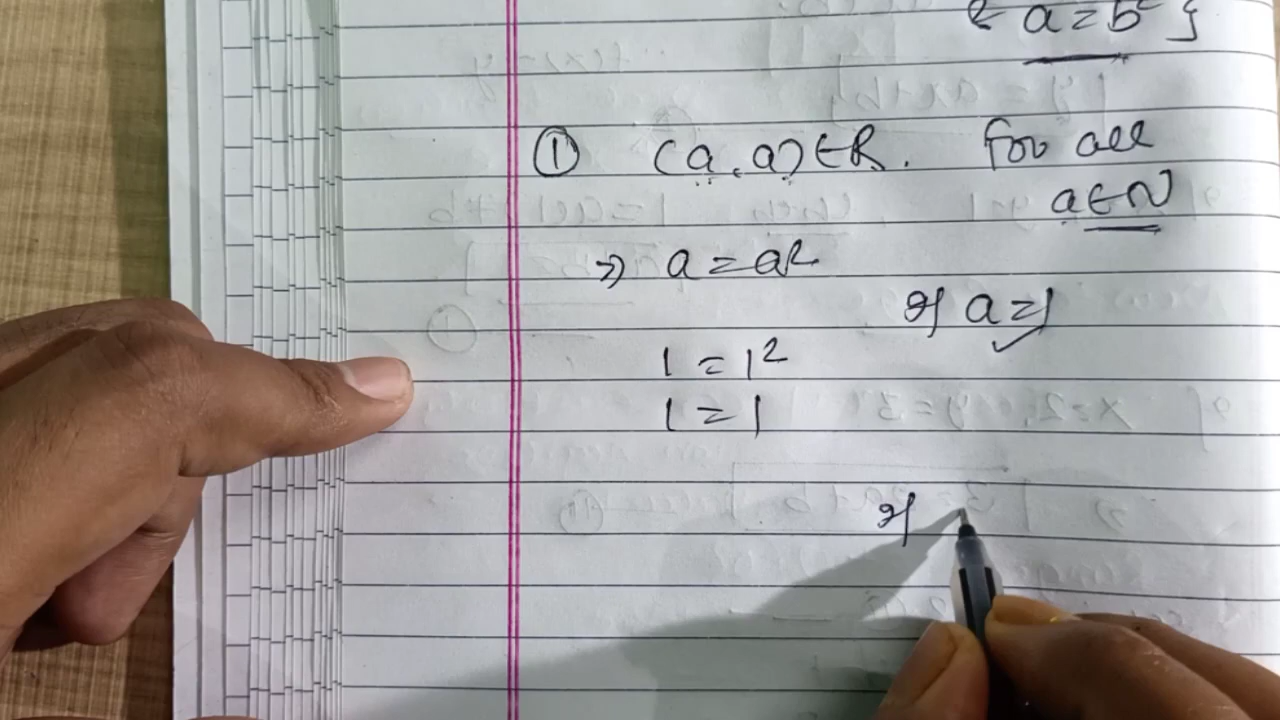 & a = b² }
① (a, a) ∈ R. For all
a ∈ N
⇒ a = a²
If a = 1
1 = 1²
1 = 1
If